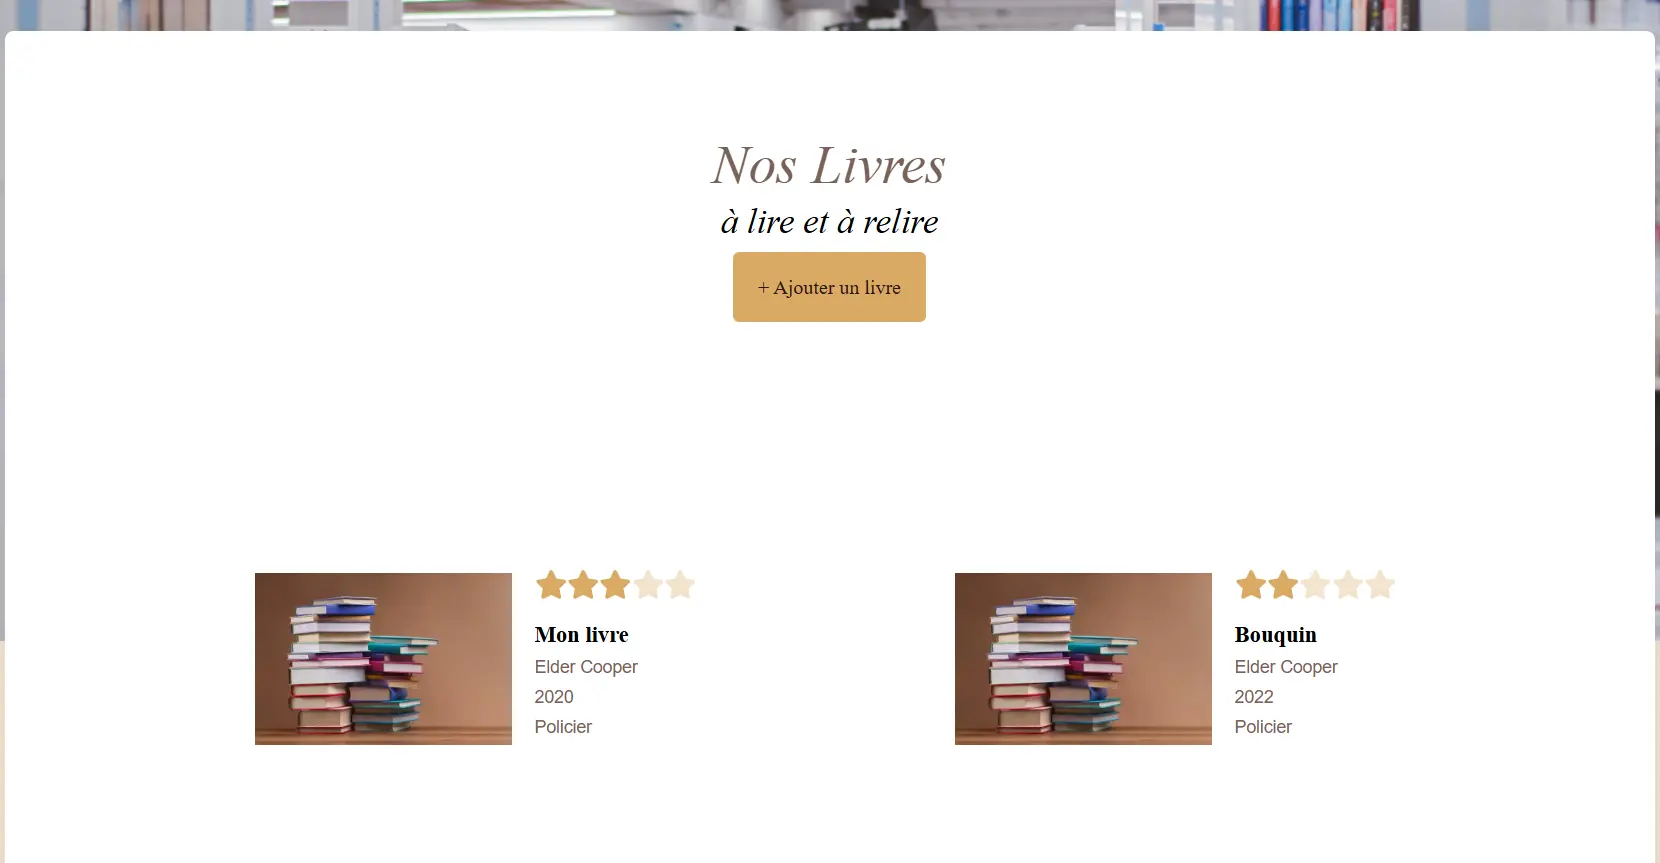 Nos Livres
à lire et à relire
+ Ajouter un livre
Mon livre
Elder Cooper
2020
Policier
Bouquin
Elder Cooper
2022
Policier